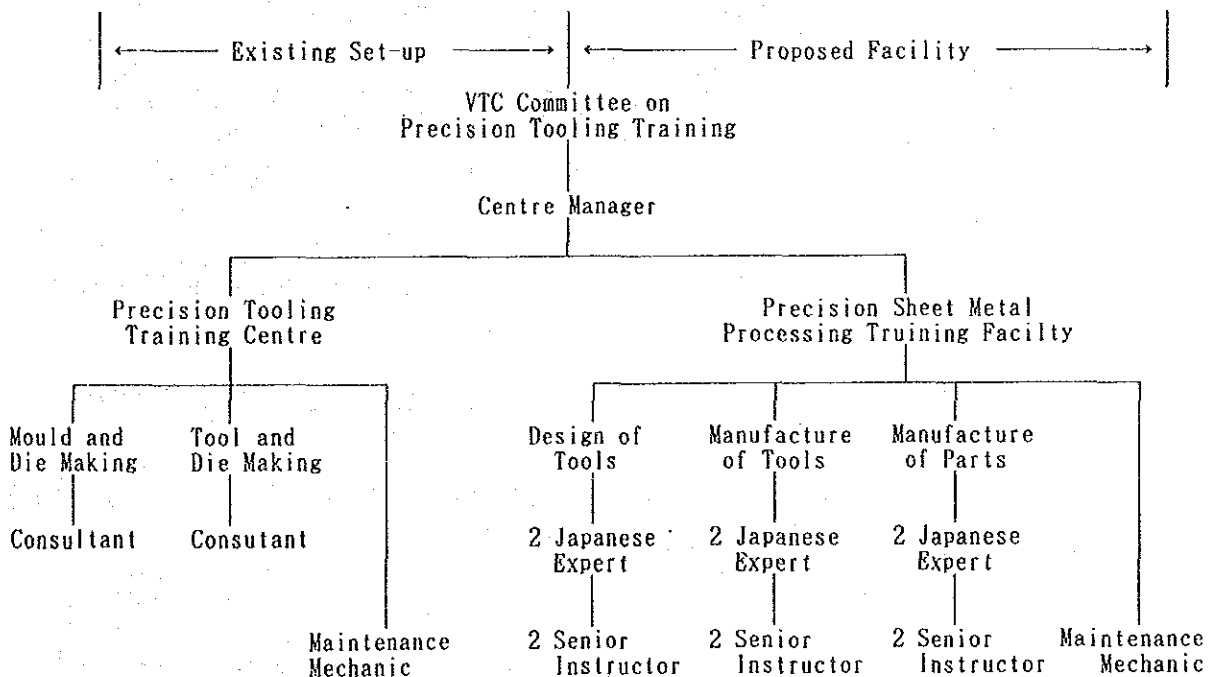 Existing Set-up
Proposed Facility
VTC Committee on
Precision Tooling Training
Centre Manager
Precision Tooling
Training Centre
Precision Sheet Metal
Processing Truining Facilty
Mould and
Die Making
Tool and
Die Making
Design of
Tools
Manufacture
of Tools
Manufacture
of Parts
Consultant
Consutant
2 Japanese
Expert
2 Japanese
Expert
2 Japanese
Expert
Maintenance
Mechanic
2 Senior
Instructor
2 Senior
Instructor
2 Senior
Instructor
Maintenance
Mechanic